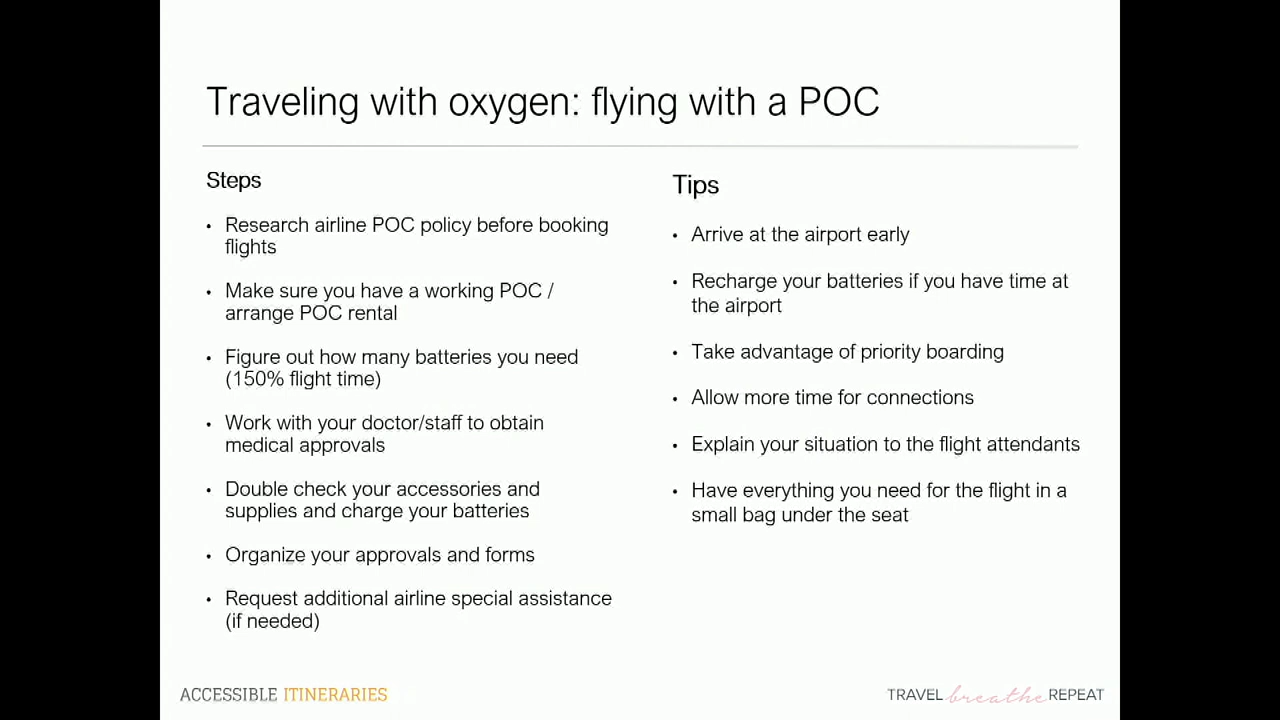 Traveling with oxygen: flying with a POC
Steps
• Research airline POC policy before booking
flights
• Make sure you have a working POC /
arrange POC rental
• Figure out how many batteries you need
(150% flight time)
• Work with your doctor/staff to obtain
medical approvals
• Double check your accessories and
supplies and charge your batteries
• Organize your approvals and forms
• Request additional airline special assistance
(if needed)
Tips
• Arrive at the airport early
• Recharge your batteries if you have time at
the airport
• Take advantage of priority boarding
• Allow more time for connections
• Explain your situation to the flight attendants
• Have everything you need for the flight in a
small bag under the seat
ACCESSIBLE ITINERARIES
TRAVEL breathe REPEAT